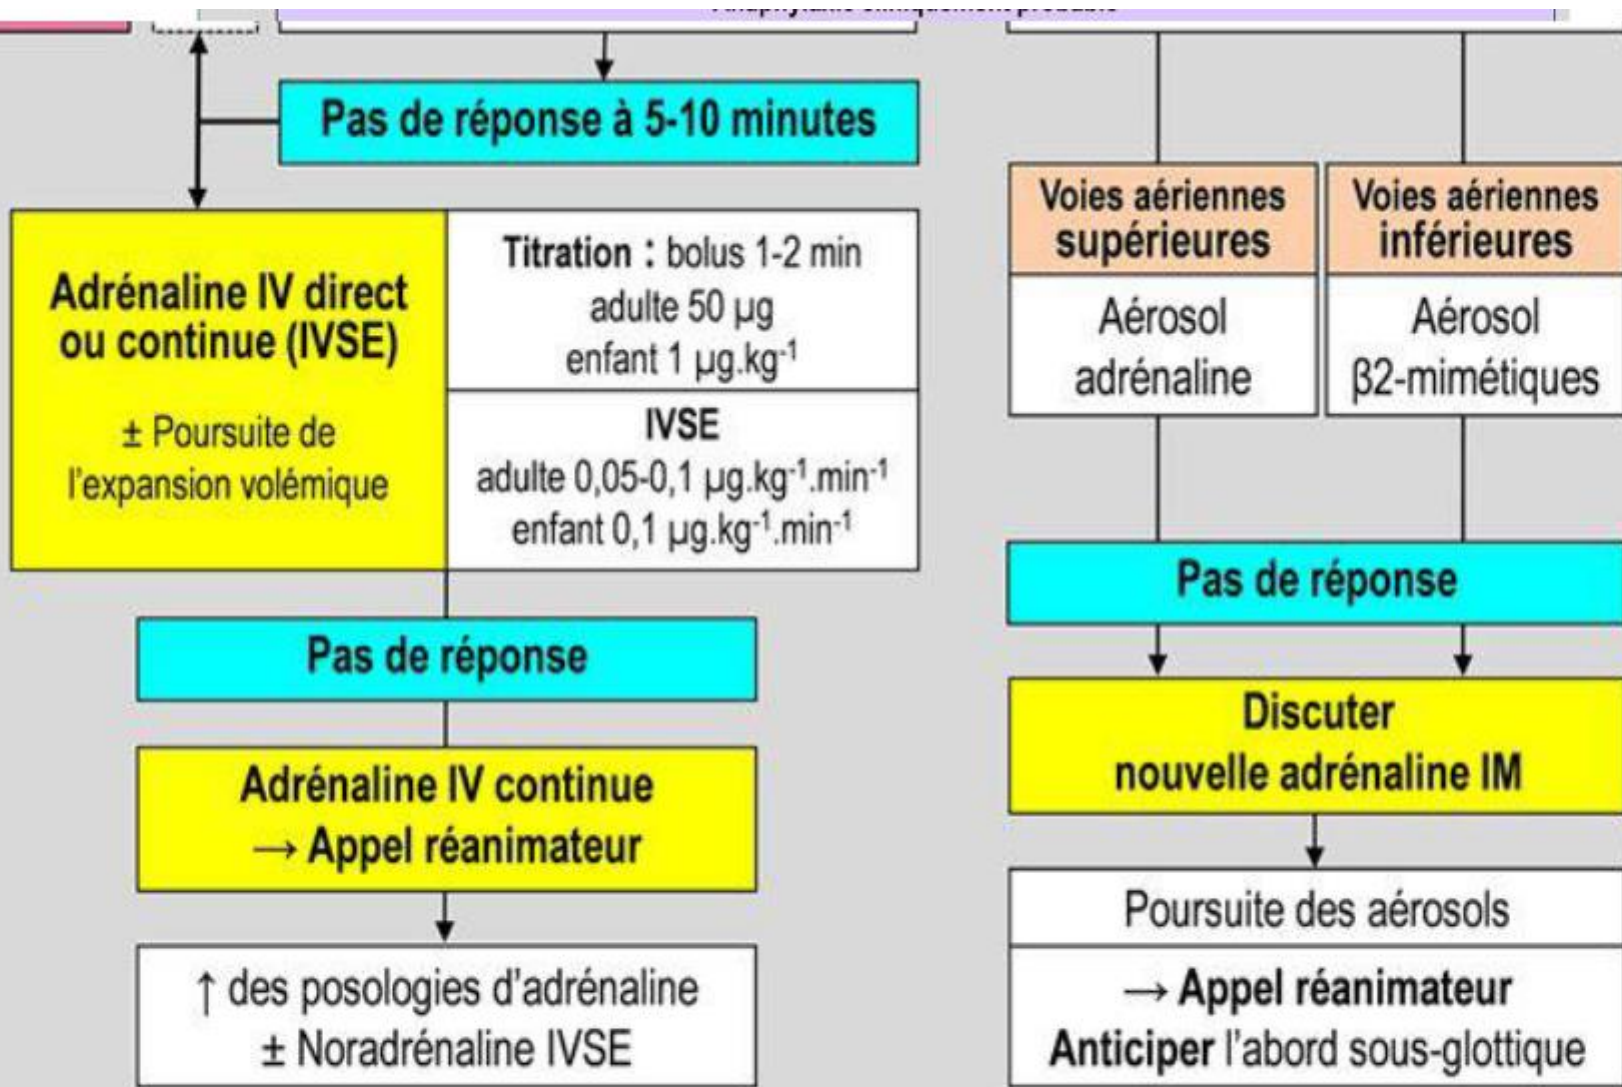 Pas de réponse à 5-10 minutes
Adrénaline IV direct
ou continue (IVSE)
± Poursuite de
l'expansion volémique
Titration : bolus 1-2 min
adulte 50 µg
enfant 1 µg.kg⁻¹
IVSE
adulte 0,05-0,1 µg.kg⁻¹.min⁻¹
enfant 0,1 µg.kg⁻¹.min⁻¹
Pas de réponse
Adrénaline IV continue
→ Appel réanimateur
↑ des posologies d'adrénaline
± Noradrénaline IVSE
Voies aériennes
supérieures
Aérosol
adrénaline
Voies aériennes
inférieures
Aérosol
β2-mimétiques
Pas de réponse
Discuter
nouvelle adrénaline IM
Poursuite des aérosols
→ Appel réanimateur
Anticiper l'abord sous-glottique